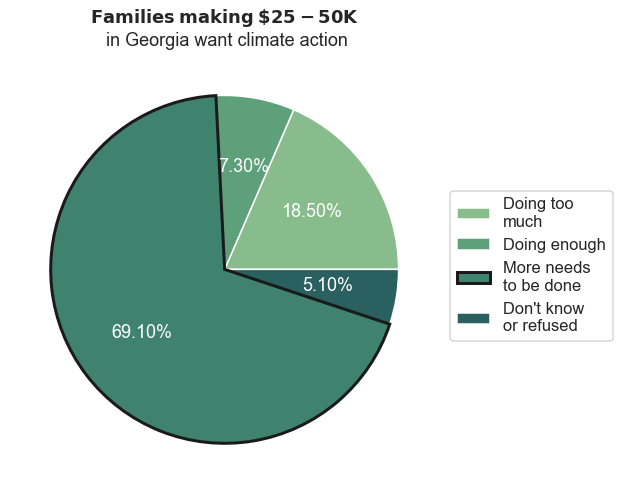 Families making $25 - 50K
in Georgia want climate action
7.30%
18.50%
5.10%
69.10%
Doing too
much
Doing enough
More needs
to be done
Don't know
or refused